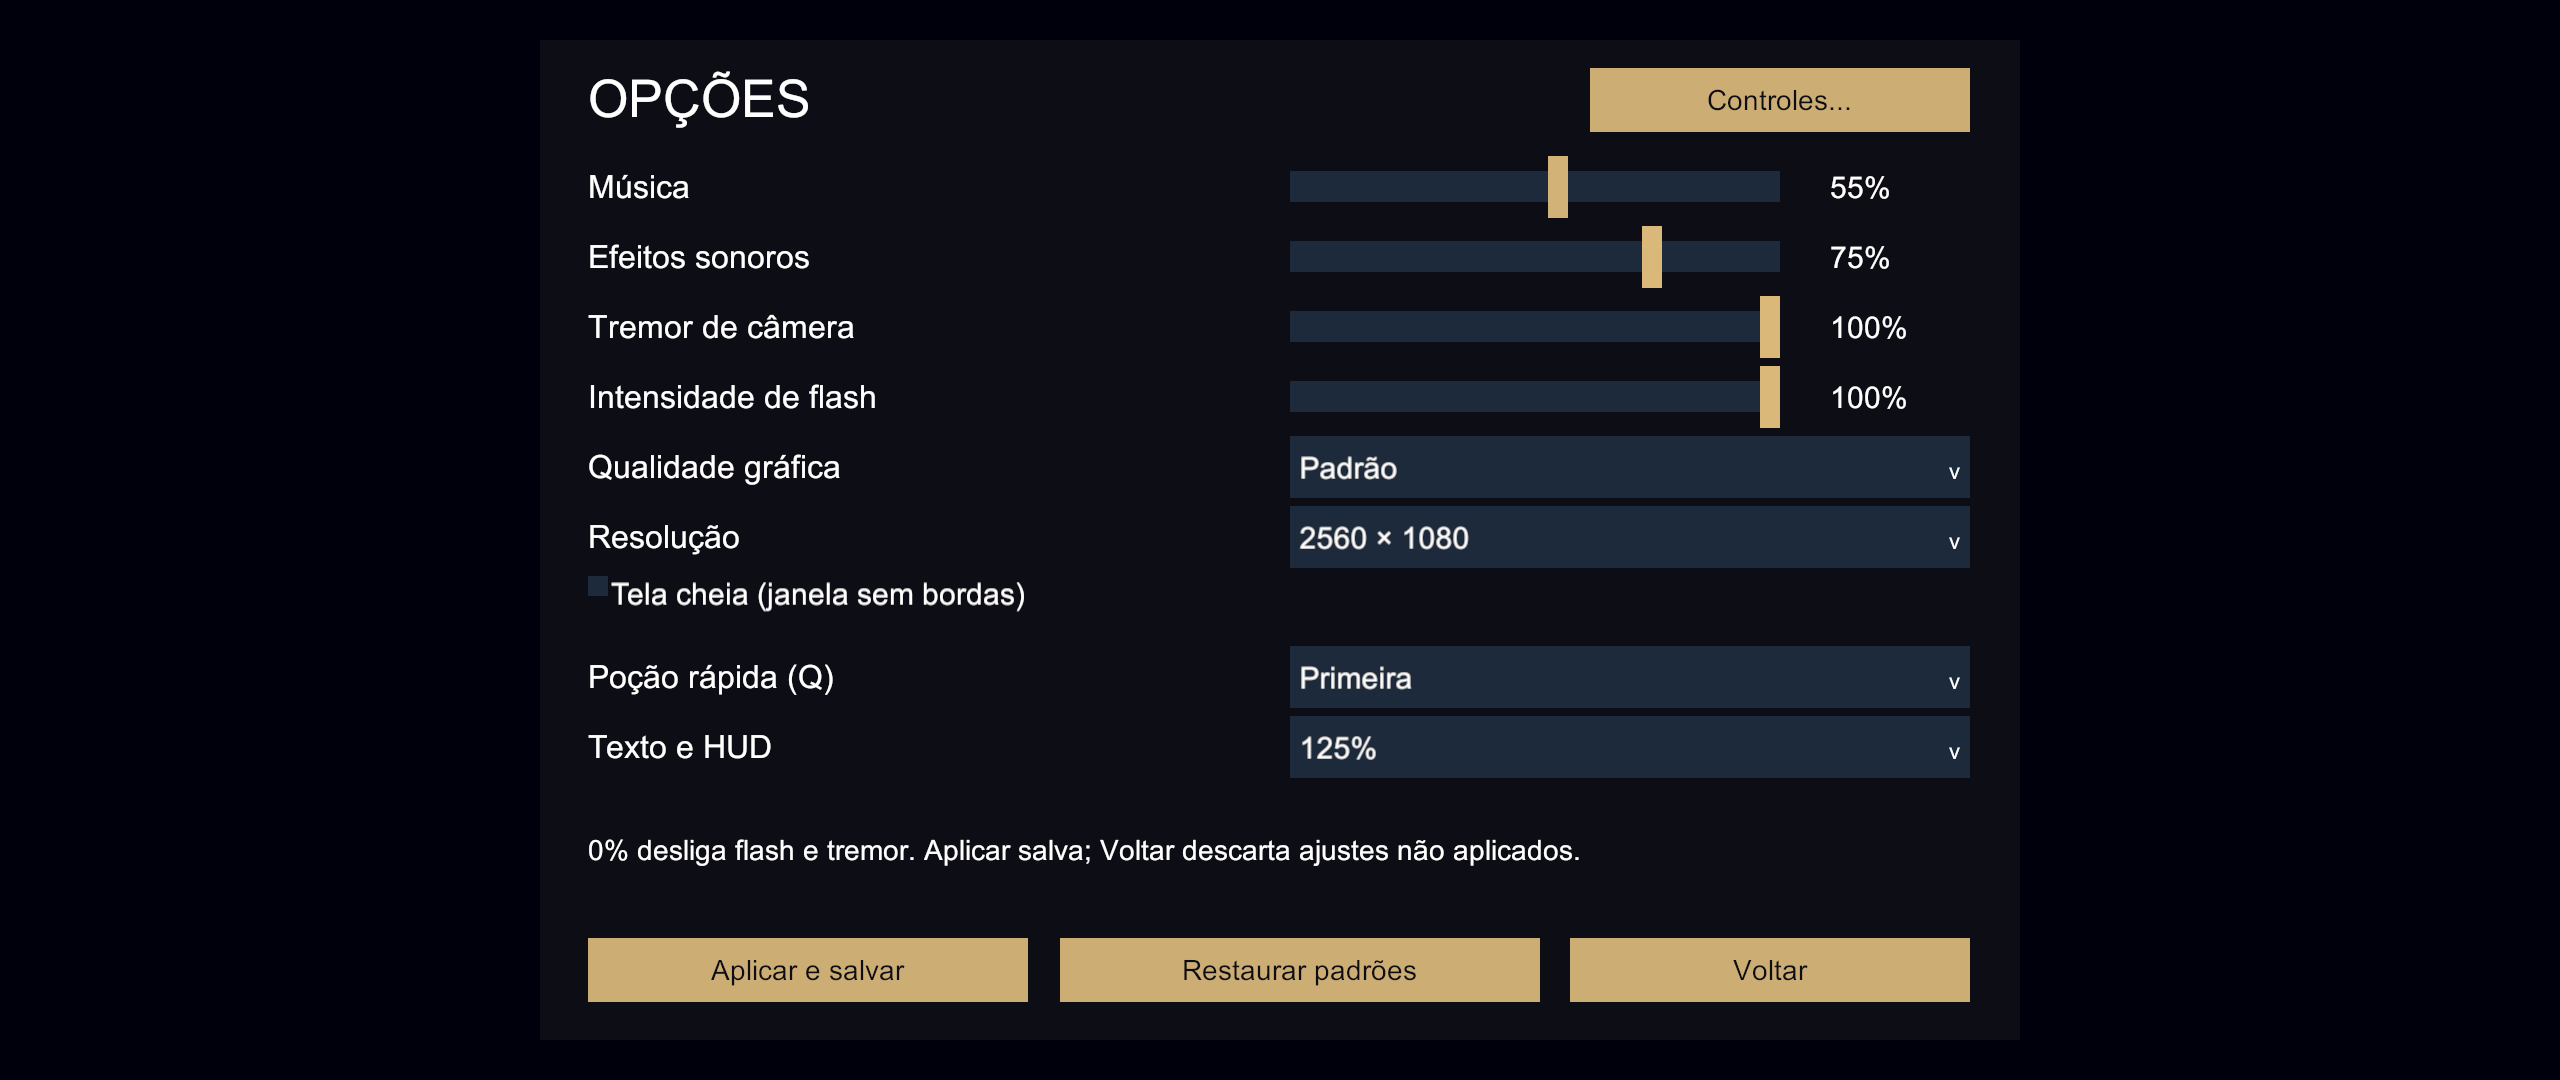 OPÇÕES
Controles...
Música 55%
Efeitos sonoros 75%
Tremor de câmera 100%
Intensidade de flash 100%
Qualidade gráfica Padrão v
Resolução 2560 × 1080 v
Tela cheia (janela sem bordas)
Poção rápida (Q) Primeira v
Texto e HUD 125% v
0% desliga flash e tremor. Aplicar salva; Voltar descarta ajustes não aplicados.
Aplicar e salvar Restaurar padrões Voltar